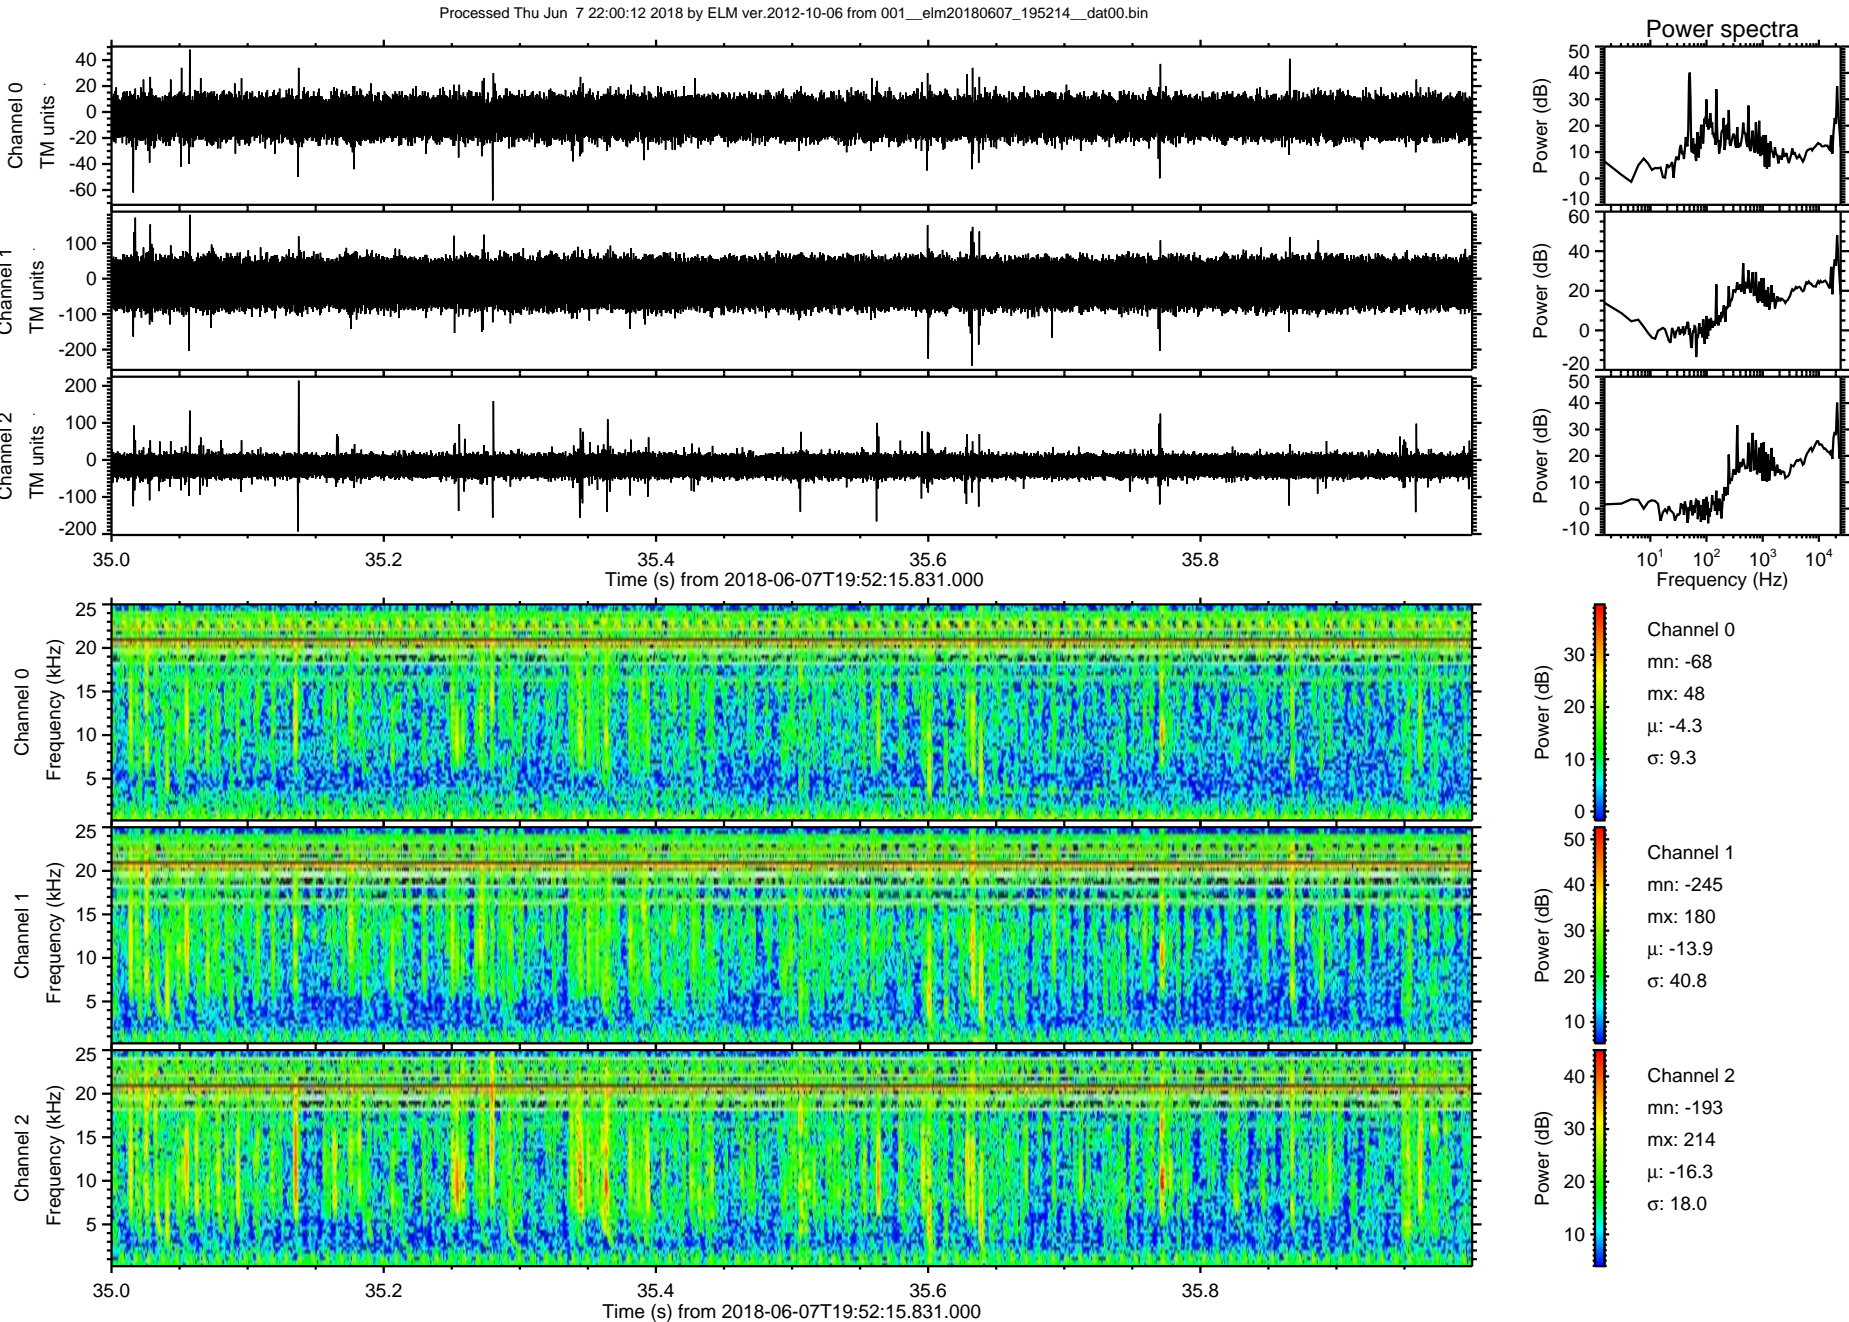 Processed Thu Jun  7 22:00:12 2018 by ELM ver.2012-10-06 from 001__elm20180607_195214__dat00.bin
Power spectra
Channel 0
TM units
40
20
0
-20
-40
-60
Power (dB)
50
40
30
20
10
0
-10
Channel 1
TM units
100
0
-100
-200
Power (dB)
60
40
20
0
-20
Channel 2
TM units
200
100
0
-100
-200
Power (dB)
50
40
30
20
10
0
-10
35.0 35.2 35.4 35.6 35.8
Time (s) from 2018-06-07T19:52:15.831.000
10^1 10^2 10^3 10^4
Frequency (Hz)
Channel 0
Frequency (kHz)
25
20
15
10
5
Power (dB)
30
20
10
0
Channel 0
mn: -68
mx: 48
μ: -4.3
σ: 9.3
Channel 1
Frequency (kHz)
25
20
15
10
5
Power (dB)
50
40
30
20
10
Channel 1
mn: -245
mx: 180
μ: -13.9
σ: 40.8
Channel 2
Frequency (kHz)
25
20
15
10
5
Power (dB)
40
30
20
10
Channel 2
mn: -193
mx: 214
μ: -16.3
σ: 18.0
35.0 35.2 35.4 35.6 35.8
Time (s) from 2018-06-07T19:52:15.831.000